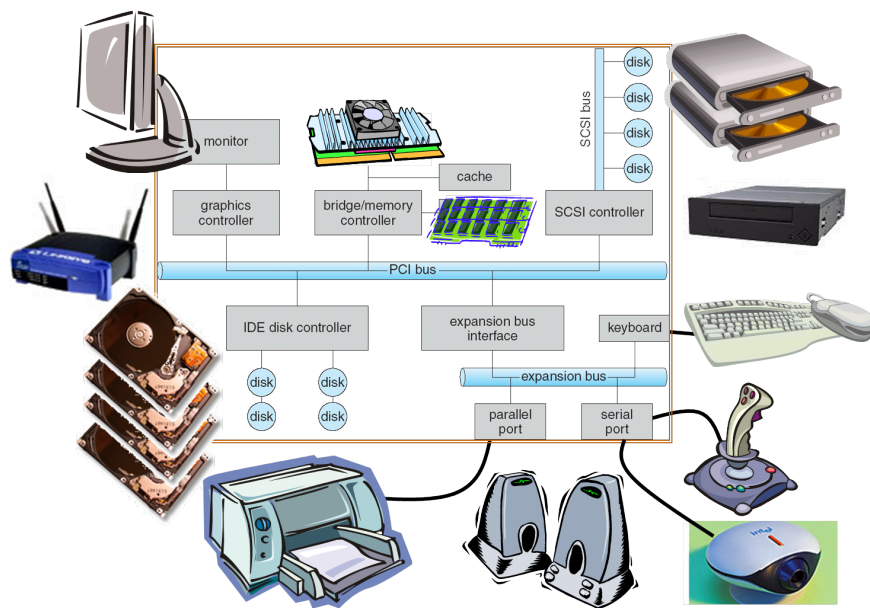 disk
disk
disk
disk
SCSI bus
monitor
cache
graphics
controller
bridge/memory
controller
SCSI controller
PCI bus
IDE disk controller
expansion bus
interface
keyboard
disk
disk
disk
disk
expansion bus
parallel
port
serial
port
intel